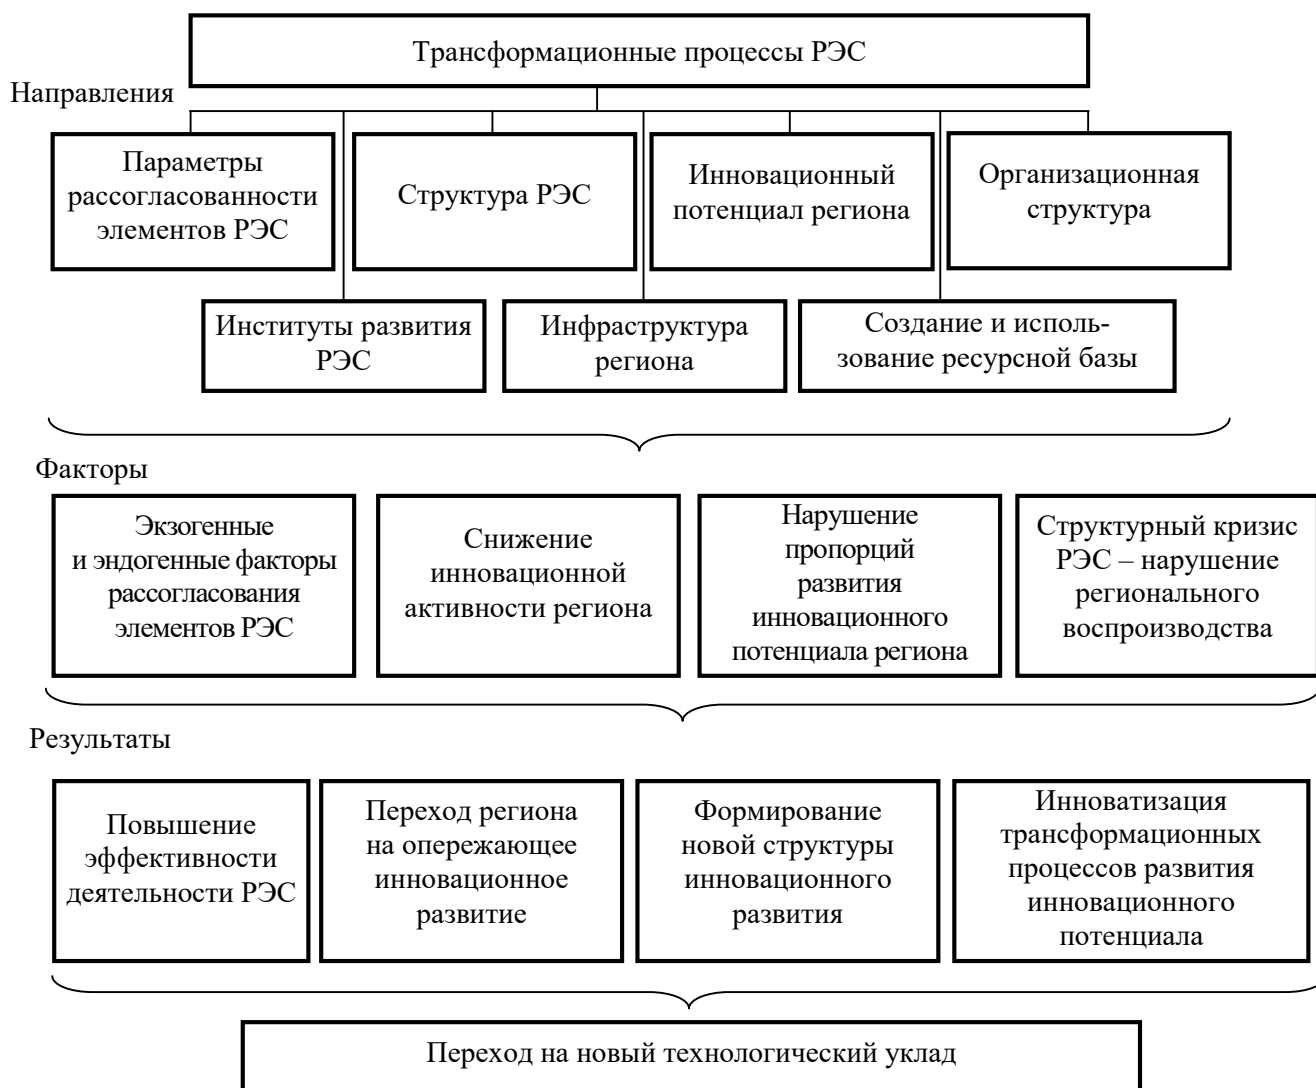 Трансформационные процессы РЭС
Направления
Параметры
рассогласованности
элементов РЭС
Структура РЭС
Инновационный
потенциал региона
Организационная
структура
Институты развития
РЭС
Инфраструктура
региона
Создание и исполь-
зование ресурсной базы
Факторы
Экзогенные
и эндогенные факторы
рассогласования
элементов РЭС
Снижение
инновационной
активности региона
Нарушение
пропорций
развития
инновационного
потенциала региона
Структурный кризис
РЭС – нарушение
регионального
воспроизводства
Результаты
Повышение
эффективности
деятельности РЭС
Переход региона
на опережающее
инновационное
развитие
Формирование
новой структуры
инновационного
развития
Инноватизация
трансформационных
процессов развития
инновационного
потенциала
Переход на новый технологический уклад